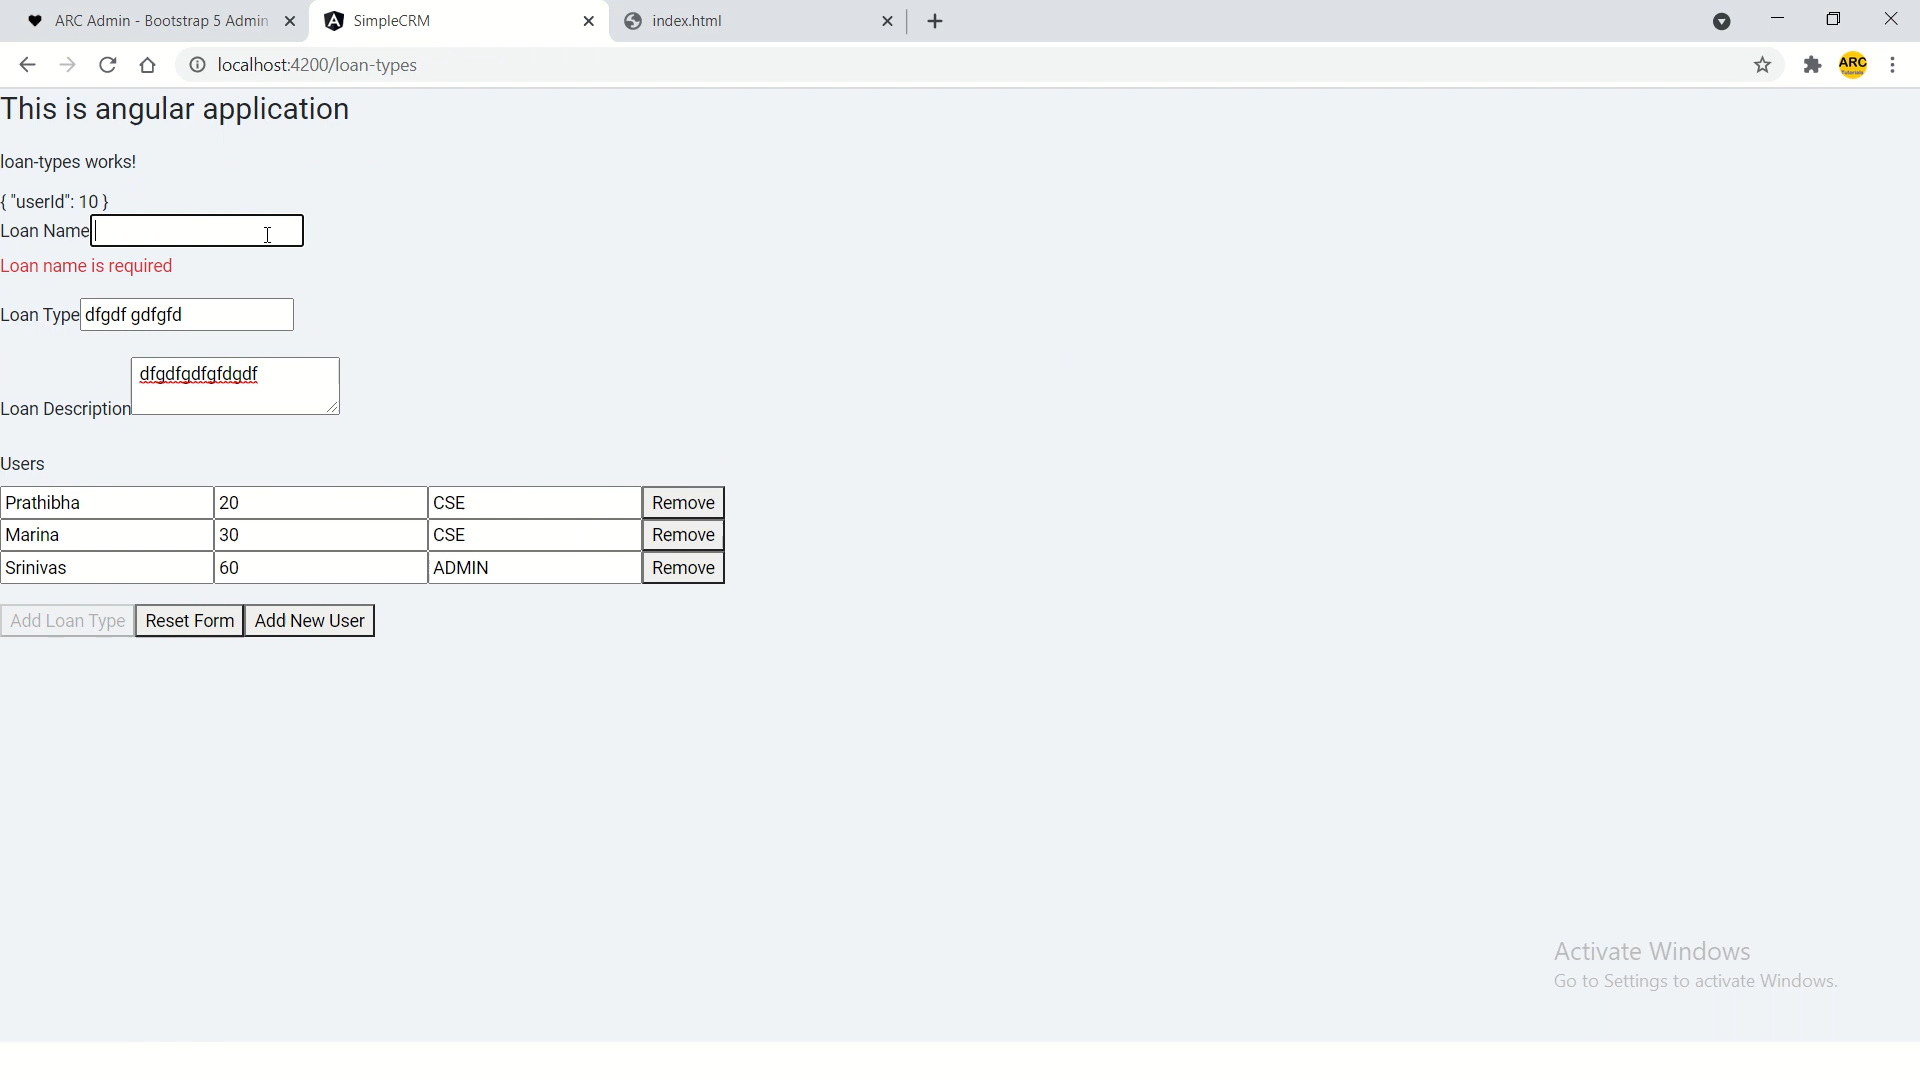 ARC Admin - Bootstrap 5 Admin
SimpleCRM
index.html
localhost:4200/loan-types
ARC
Tutorials
This is angular application
loan-types works!
{ "userId": 10 }
Loan Name
Loan name is required
Loan Type dfgdf gdfgfd
dfgdfgdfgfdgdf
Loan Description
Users
Prathibha 20 CSE Remove
Marina 30 CSE Remove
Srinivas 60 ADMIN Remove
Add Loan Type Reset Form Add New User
Activate Windows
Go to Settings to activate Windows.